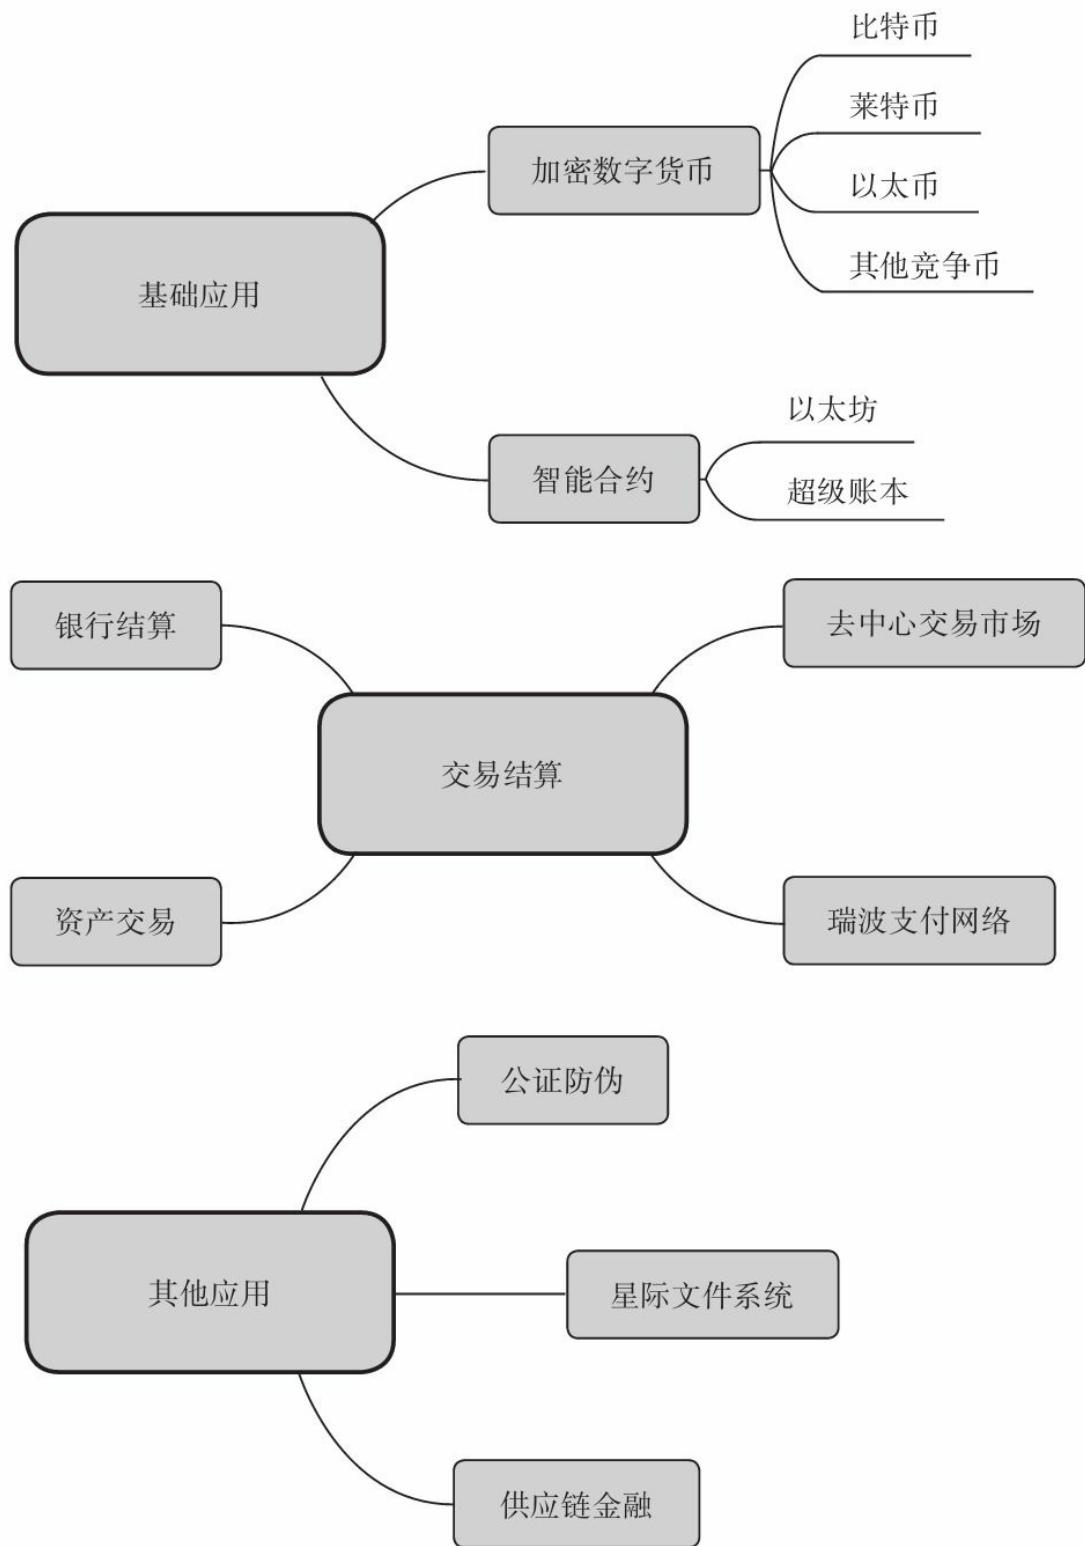 比特币
莱特币
加密数字货币
以太币
其他竞争币
基础应用
以太坊
智能合约
超级账本
银行结算
去中心交易市场
交易结算
资产交易
瑞波支付网络
公证防伪
其他应用
星际文件系统
供应链金融